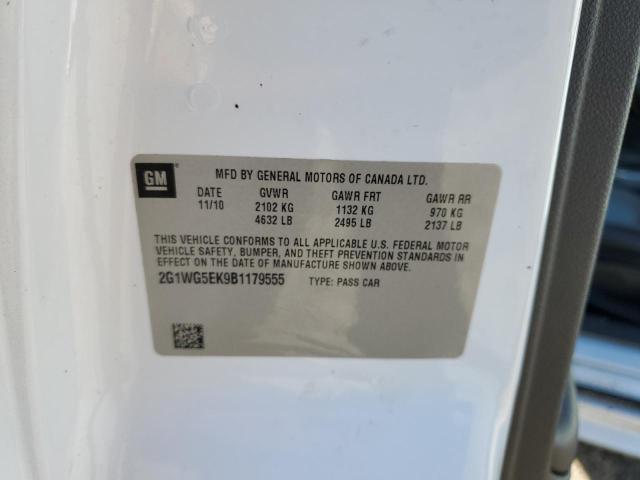 GM
MFD BY GENERAL MOTORS OF CANADA LTD.
DATE GVWR GAWR FRT GAWR RR
11/10 2102 KG 1132 KG 970 KG
4632 LB 2495 LB 2137 LB
THIS VEHICLE CONFORMS TO ALL APPLICABLE U.S. FEDERAL MOTOR
VEHICLE SAFETY, BUMPER, AND THEFT PREVENTION STANDARDS IN
EFFECT ON THE DATE OF MANUFACTURE SHOWN ABOVE.
2G1WG5EK9B1179555 TYPE: PASS CAR